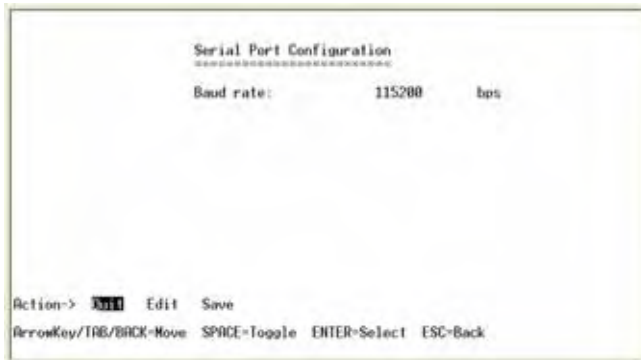 Serial Port Configuration
=========================
Baud rate: 115200 bps
Action-> Quit Edit Save
ArrowKey/TAB/BACK=Move SPACE=Toggle ENTER=Select ESC=Back